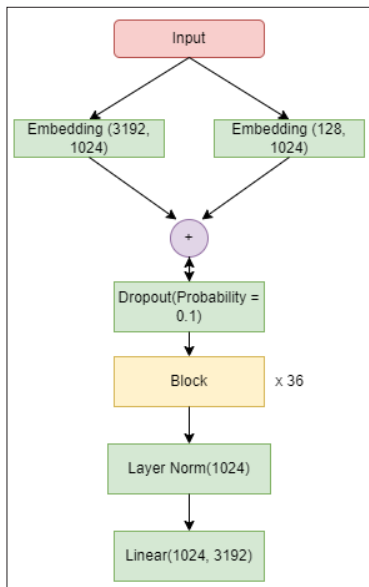 Input
Embedding (3192,
1024)
Embedding (128,
1024)
+
Dropout(Probability =
0.1)
Block
x 36
Layer Norm(1024)
Linear(1024, 3192)